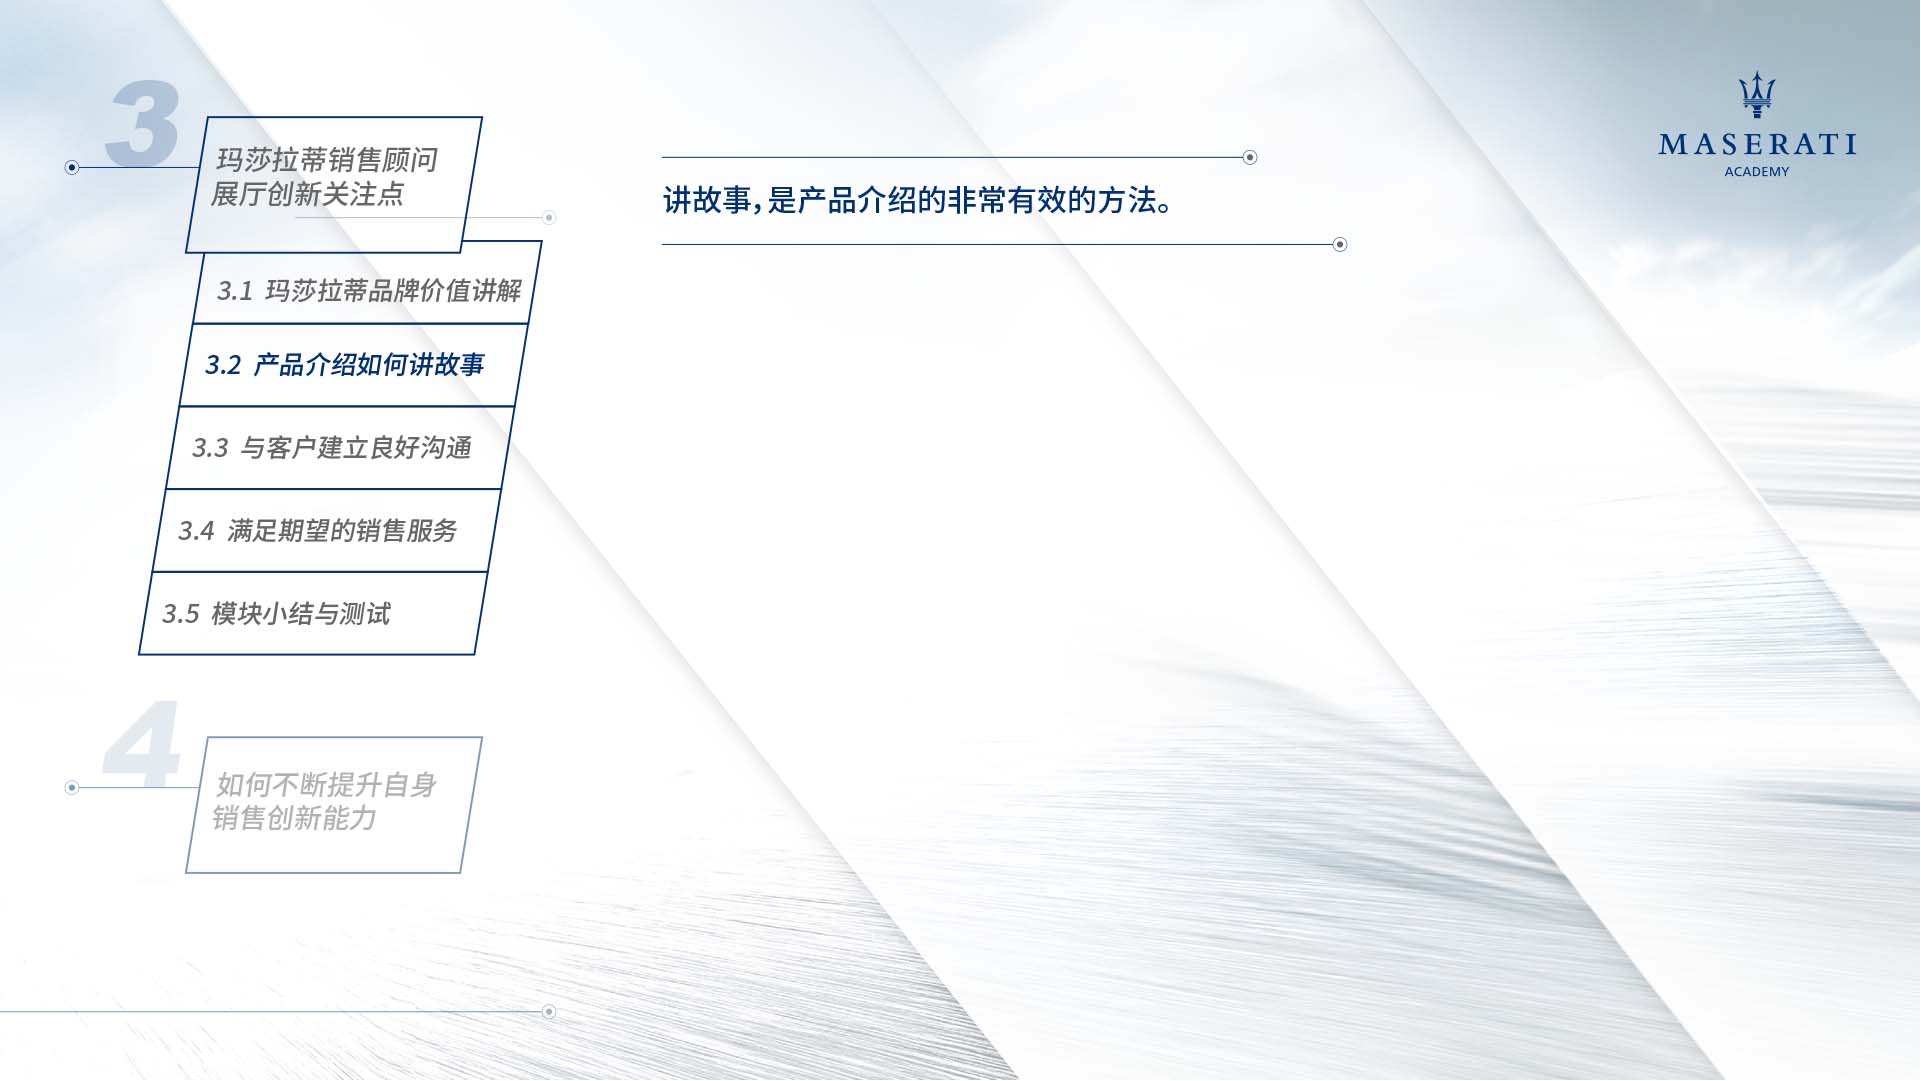 3
玛莎拉蒂销售顾问
展厅创新关注点
3.1 玛莎拉蒂品牌价值讲解
3.2 产品介绍如何讲故事
3.3 与客户建立良好沟通
3.4 满足期望的销售服务
3.5 模块小结与测试
4
如何不断提升自身
销售创新能力
讲故事，是产品介绍的非常有效的方法。
MASERATI
ACADEMY